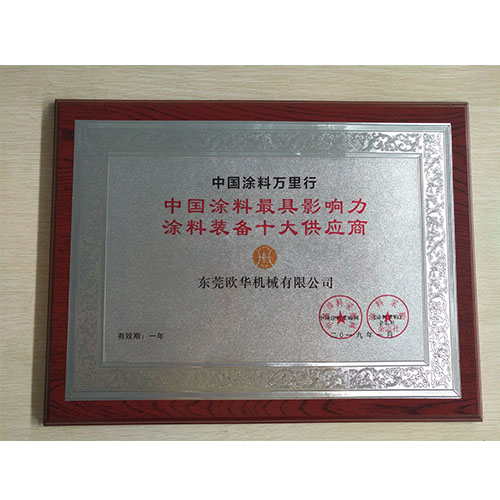 中国涂料万里行
中国涂料最具影响力
涂料装备十大供应商
东莞欧华机械有限公司
有效期：一年
二〇一九年
月